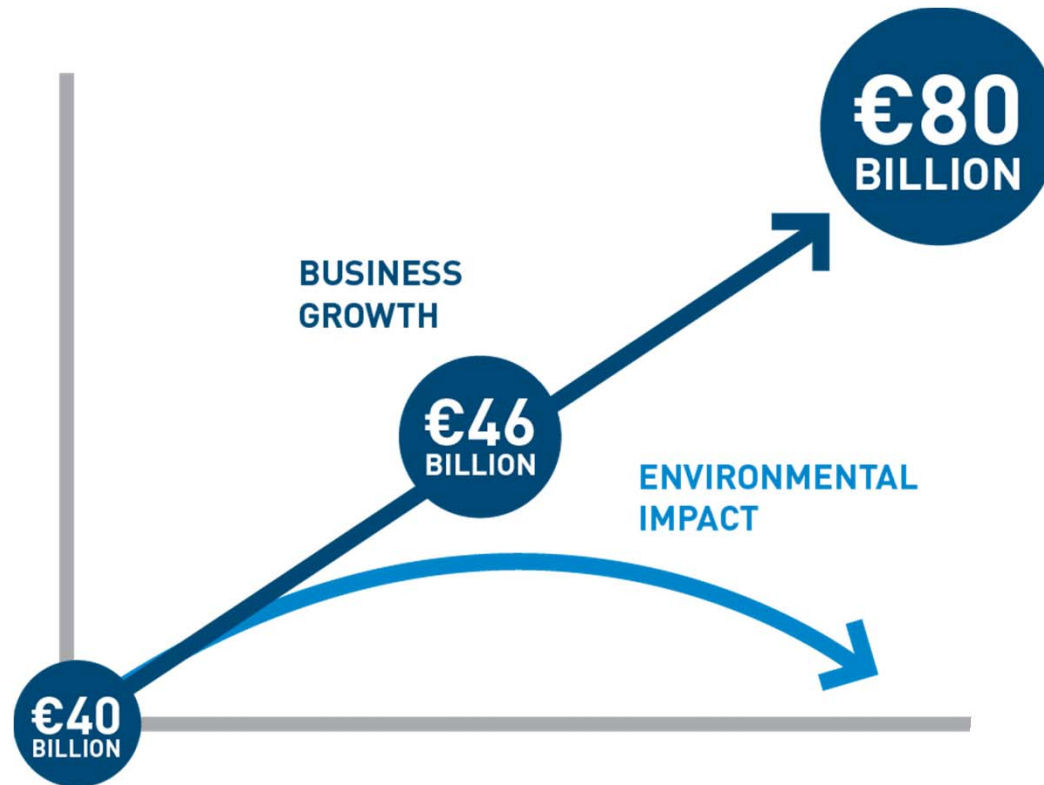 €80
BILLION
BUSINESS
GROWTH
€46
BILLION
ENVIRONMENTAL
IMPACT
€40
BILLION